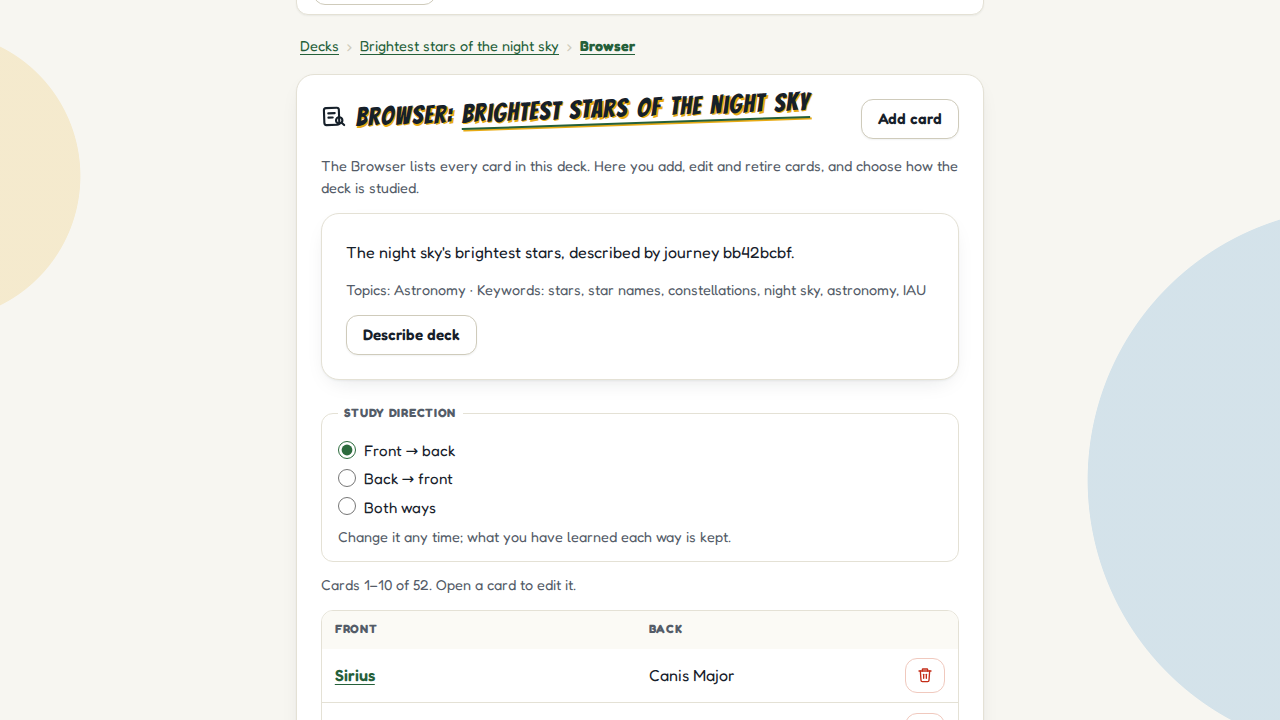 Decks › Brightest stars of the night sky › Browser
BROWSER: BRIGHTEST STARS OF THE NIGHT SKY
Add card
The Browser lists every card in this deck. Here you add, edit and retire cards, and choose how the
deck is studied.
The night sky's brightest stars, described by journey bb42bcbf.
Topics: Astronomy · Keywords: stars, star names, constellations, night sky, astronomy, IAU
Describe deck
STUDY DIRECTION
Front → back
Back → front
Both ways
Change it any time; what you have learned each way is kept.
Cards 1–10 of 52. Open a card to edit it.
FRONT BACK
Sirius Canis Major